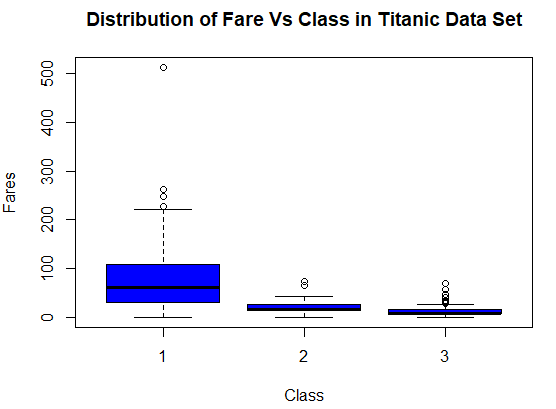 Distribution of Fare Vs Class in Titanic Data Set
500
400
300
200
100
0
Fares
1 2 3
Class